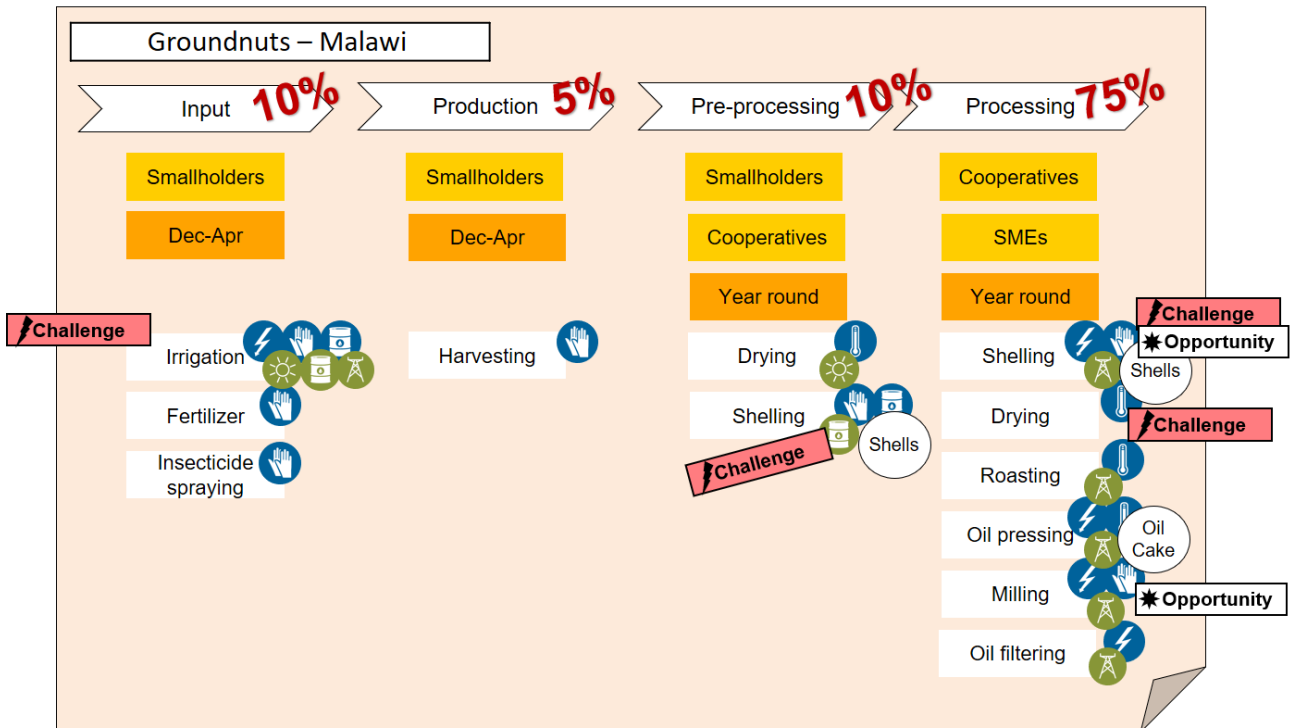 Groundnuts – Malawi
Input 10%
Production 5%
Pre-processing 10%
Processing 75%
Smallholders
Dec-Apr
Challenge
Irrigation
Fertilizer
Insecticide
spraying
Smallholders
Dec-Apr
Harvesting
Smallholders
Cooperatives
Year round
Drying
Shelling
Challenge
Shells
Cooperatives
SMEs
Year round
Challenge
Opportunity
Shelling
Shells
Drying
Challenge
Roasting
Oil pressing
Oil
Cake
Milling
Opportunity
Oil filtering